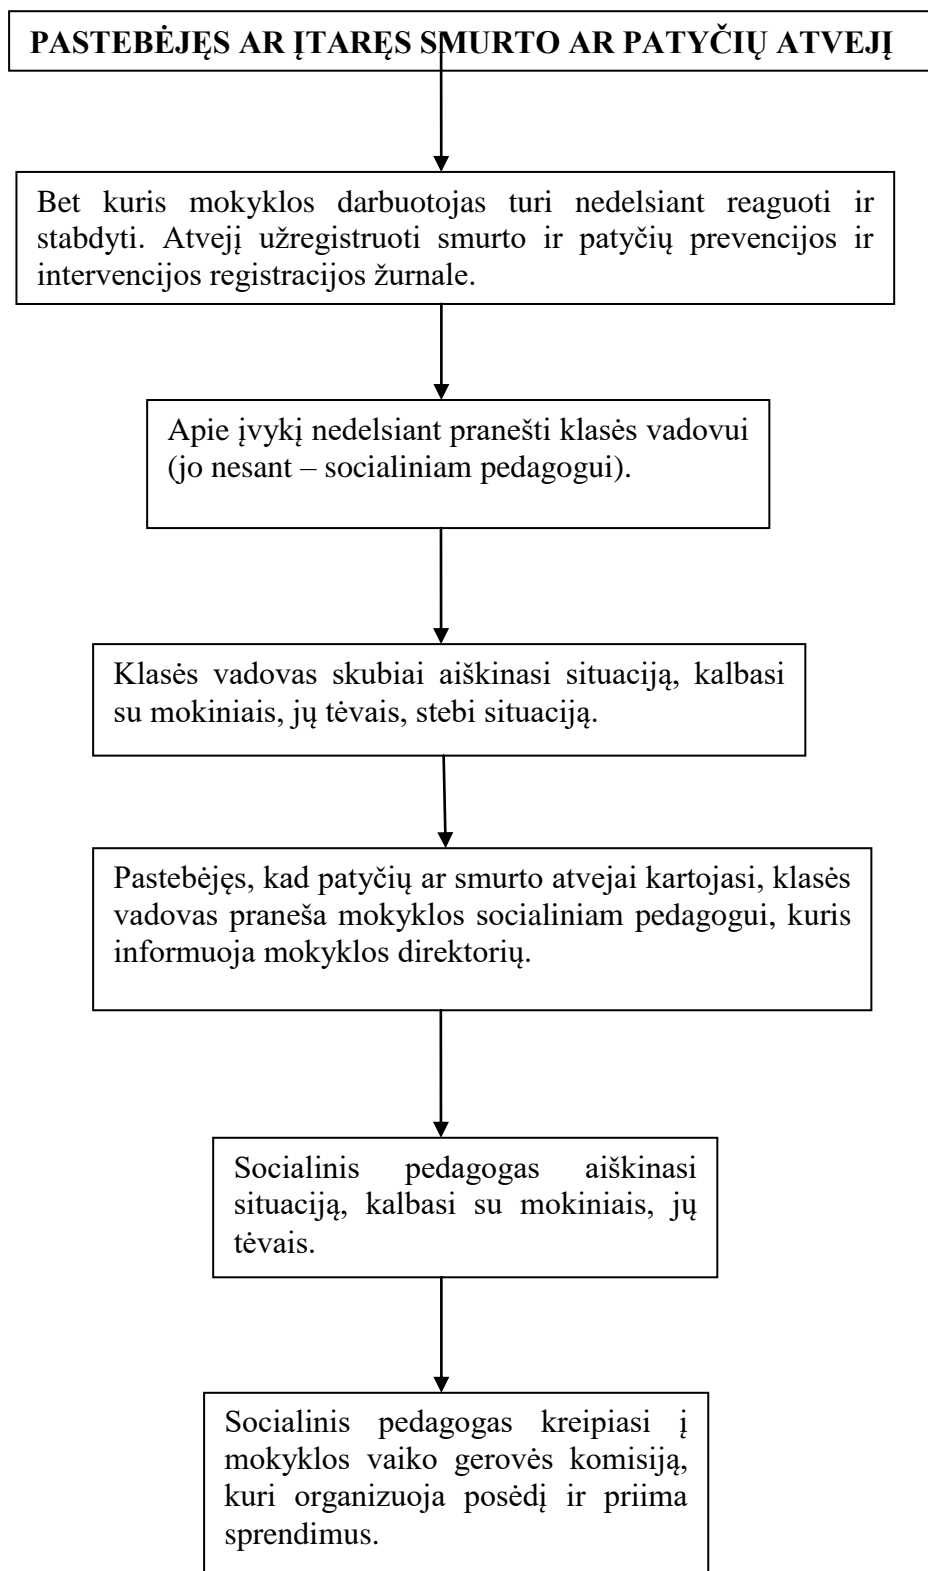 PASTEBĖJĘS AR ĮTARĘS SMURTO AR PATYČIŲ ATVEJĮ
Bet kuris mokyklos darbuotojas turi nedelsiant reaguoti ir
stabdyti. Atvejį užregistruoti smurto ir patyčių prevencijos ir
intervencijos registracijos žurnale.
Apie įvykį nedelsiant pranešti klasės vadovui
(jo nesant – socialiniam pedagogui).
Klasės vadovas skubiai aiškinasi situaciją, kalbasi
su mokiniais, jų tėvais, stebi situaciją.
Pastebėjęs, kad patyčių ar smurto atvejai kartojasi, klasės
vadovas praneša mokyklos socialiniam pedagogui, kuris
informuoja mokyklos direktorių.
Socialinis pedagogas aiškinasi
situaciją, kalbasi su mokiniais, jų
tėvais.
Socialinis pedagogas kreipiasi į
mokyklos vaiko gerovės komisiją,
kuri organizuoja posėdį ir priima
sprendimus.